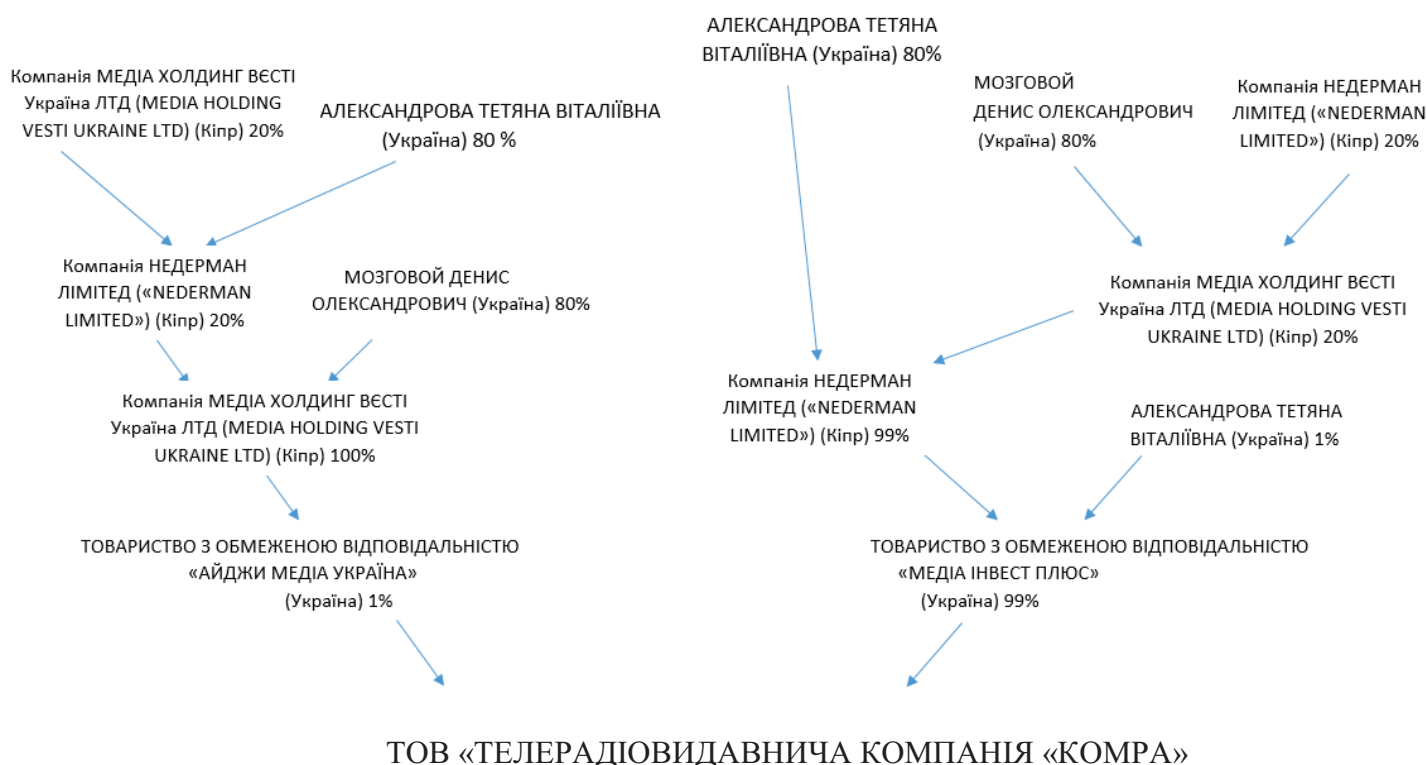 Компанія МЕДІА ХОЛДИНГ ВЄСТІ
Україна ЛТД (MEDIA HOLDING
VESTI UKRAINE LTD) (Кіпр) 20%
АЛЕКСАНДРОВА ТЕТЯНА ВІТАЛІЇВНА
(Україна) 80 %
Компанія НЕДЕРМАН
ЛІМІТЕД («NEDERMAN
LIMITED») (Кіпр) 20%
МОЗГОВОЙ ДЕНИС
ОЛЕКСАНДРОВИЧ (Україна) 80%
Компанія МЕДІА ХОЛДИНГ ВЄСТІ
Україна ЛТД (MEDIA HOLDING VESTI
UKRAINE LTD) (Кіпр) 100%
ТОВАРИСТВО З ОБМЕЖЕНОЮ ВІДПОВІДАЛЬНІСТЮ
«АЙДЖИ МЕДІА УКРАЇНА»
(Україна) 1%
АЛЕКСАНДРОВА ТЕТЯНА
ВІТАЛІЇВНА (Україна) 80%
МОЗГОВОЙ
ДЕНИС ОЛЕКСАНДРОВИЧ
(Україна) 80%
Компанія НЕДЕРМАН
ЛІМІТЕД («NEDERMAN
LIMITED») (Кіпр) 20%
Компанія МЕДІА ХОЛДИНГ ВЄСТІ
Україна ЛТД (MEDIA HOLDING VESTI
UKRAINE LTD) (Кіпр) 20%
Компанія НЕДЕРМАН
ЛІМІТЕД («NEDERMAN
LIMITED») (Кіпр) 99%
АЛЕКСАНДРОВА ТЕТЯНА
ВІТАЛІЇВНА (Україна) 1%
ТОВАРИСТВО З ОБМЕЖЕНОЮ ВІДПОВІДАЛЬНІСТЮ
«МЕДІА ІНВЕСТ ПЛЮС»
(Україна) 99%
ТОВ «ТЕЛЕРАДІОВИДАВНИЧА КОМПАНІЯ «КОМРА»